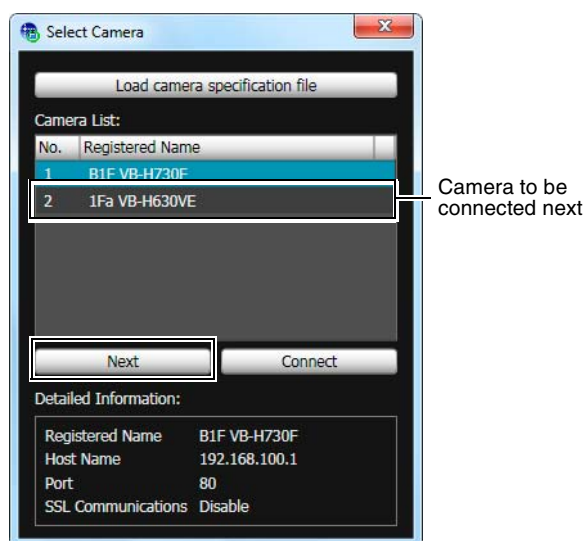 Select Camera
x
Load camera specification file
Camera List:
No. Registered Name
1 B1F VB-H730F
2 1Fa VB-H630VE
Camera to be
connected next
Next Connect
Detailed Information:
Registered Name B1F VB-H730F
Host Name 192.168.100.1
Port 80
SSL Communications Disable